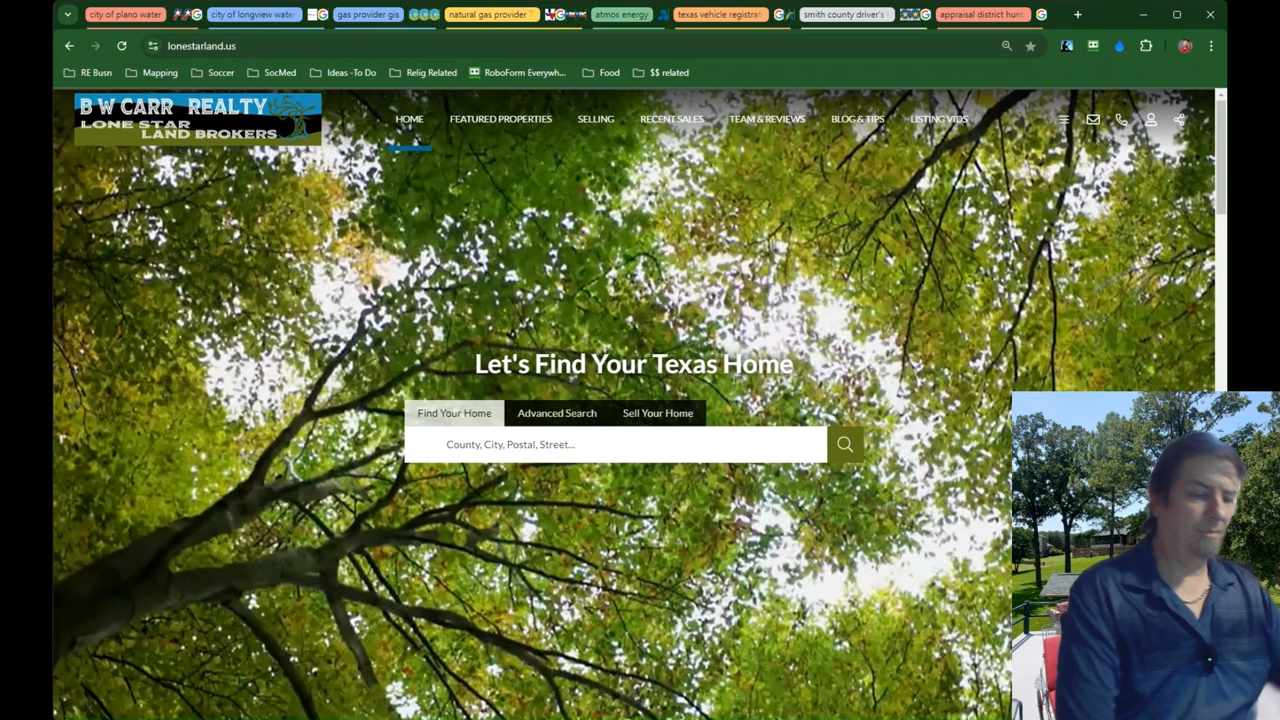 city of plano water
city of longview wate
gas provider gis
natural gas provider
atmos energy
texas vehicle registrat
smith county driver's
appraisal district hunt
lonestarland.us
RE Busn
Mapping
Soccer
SocMed
Ideas -To Do
Relig Related
RoboForm Everywh...
Food
$$ related
B W CARR REALTY
LONE STAR
LAND BROKERS
HOME
FEATURED PROPERTIES
SELLING
RECENT SALES
TEAM & REVIEWS
BLOG & TIPS
LISTING VIDS
Let's Find Your Texas Home
Find Your Home
Advanced Search
Sell Your Home
County, City, Postal, Street...